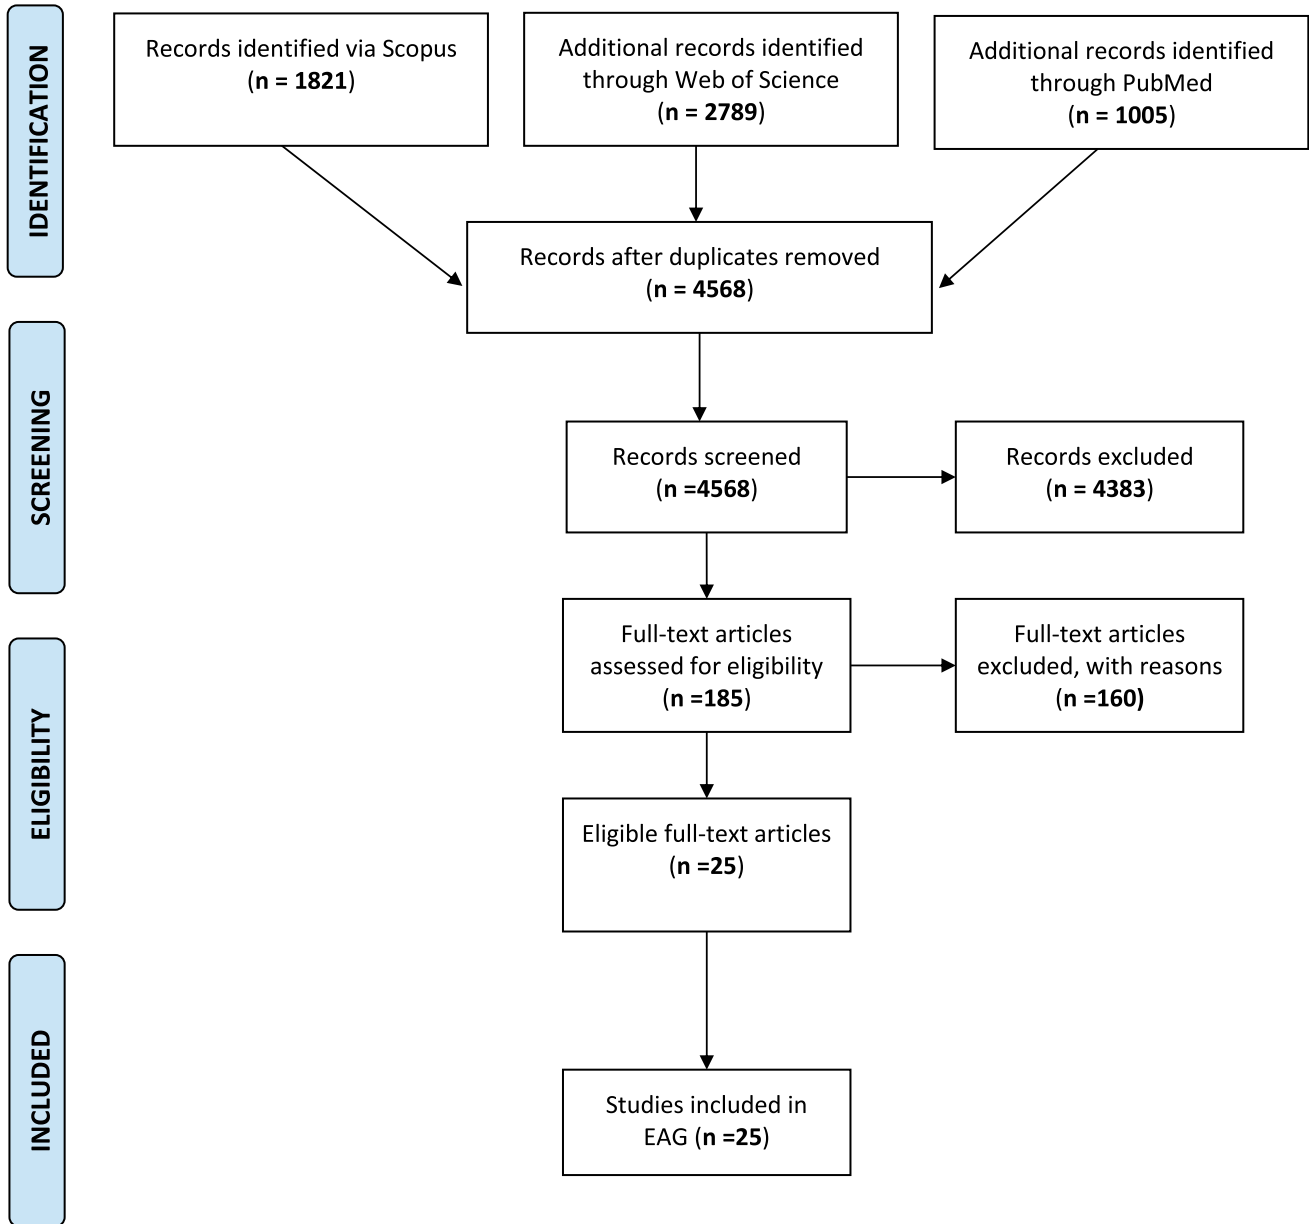 IDENTIFICATION
Records identified via Scopus
(n = 1821)
Additional records identified
through Web of Science
(n = 2789)
Additional records identified
through PubMed
(n = 1005)
Records after duplicates removed
(n = 4568)
SCREENING
Records screened
(n =4568)
Records excluded
(n = 4383)
ELIGIBILITY
Full-text articles
assessed for eligibility
(n =185)
Full-text articles
excluded, with reasons
(n =160)
Eligible full-text articles
(n =25)
INCLUDED
Studies included in
EAG (n =25)